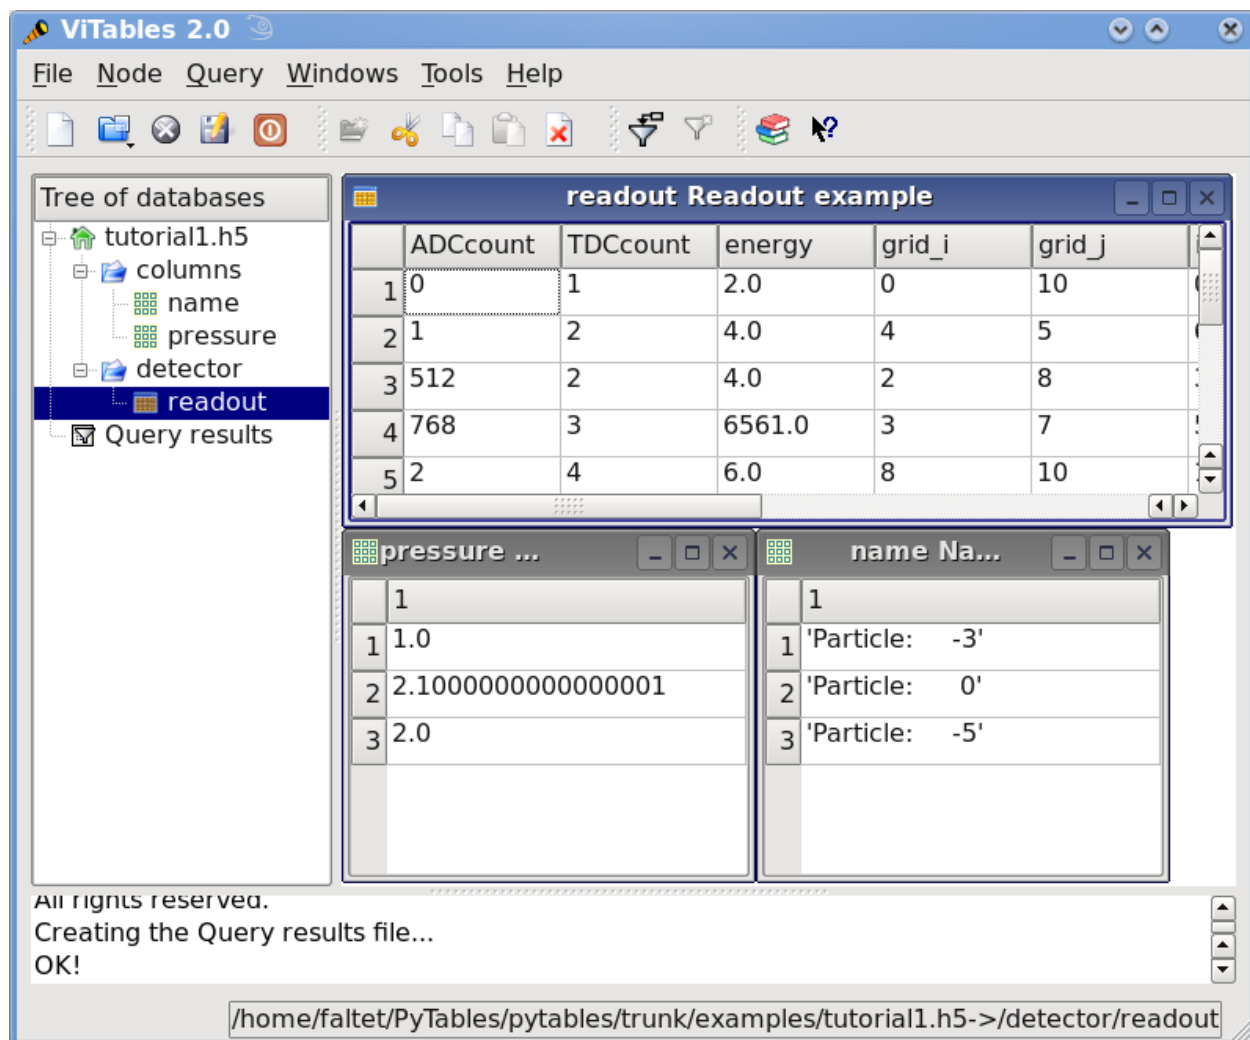 ViTables 2.0
File Node Query Windows Tools Help
Tree of databases
tutorial1.h5
columns
name
pressure
detector
readout
Query results
readout Readout example
ADCcount TDCcount energy grid_i grid_j
1 0 1 2.0 0 10
2 1 2 4.0 4 5
3 512 2 4.0 2 8
4 768 3 6561.0 3 7
5 2 4 6.0 8 10
pressure ...
1
1 1.0
2 2.1000000000000001
3 2.0
name Na...
1
1 'Particle:     -3'
2 'Particle:      0'
3 'Particle:     -5'
All rights reserved.
Creating the Query results file...
OK!
/home/faltet/PyTables/pytables/trunk/examples/tutorial1.h5->/detector/readout